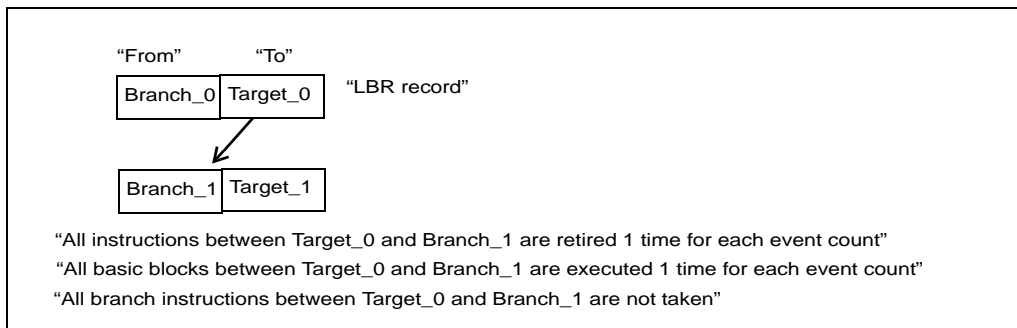 “From” “To”
Branch_0 Target_0 “LBR record”
Branch_1 Target_1
“All instructions between Target_0 and Branch_1 are retired 1 time for each event count”
“All basic blocks between Target_0 and Branch_1 are executed 1 time for each event count”
“All branch instructions between Target_0 and Branch_1 are not taken”